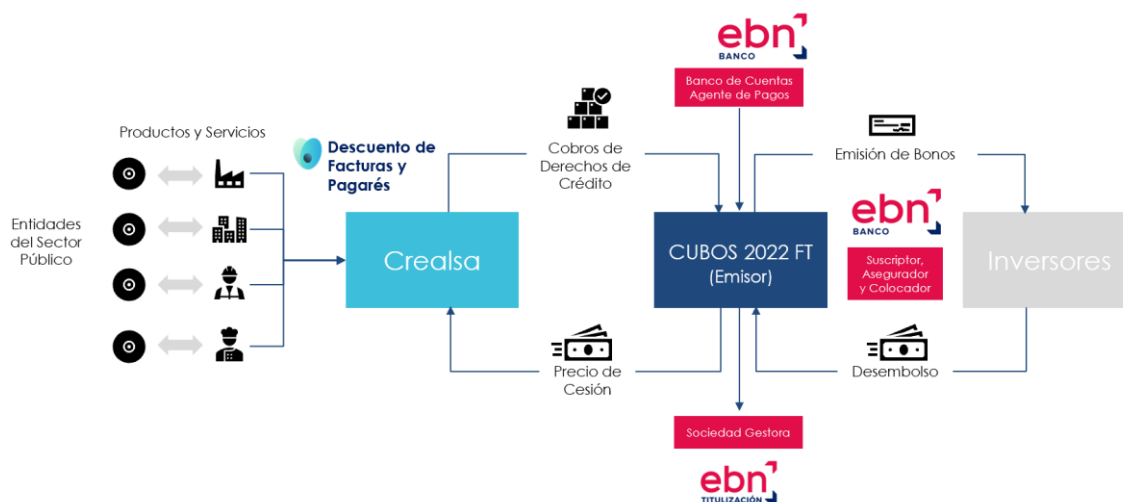 ebn
BANCO
Banco de Cuentas
Agente de Pagos
Productos y Servicios
Descuento de
Facturas y
Pagarés
Cobros de
Derechos de
Crédito
Emisión de Bonos
Entidades
del Sector
Público
Crealsa
CUBOS 2022 FT
(Emisor)
ebn
BANCO
Suscriptor,
Asegurador
y Colocador
Inversores
Precio de
Cesión
Desembolso
Sociedad Gestora
ebn
TITULIZACIÓN